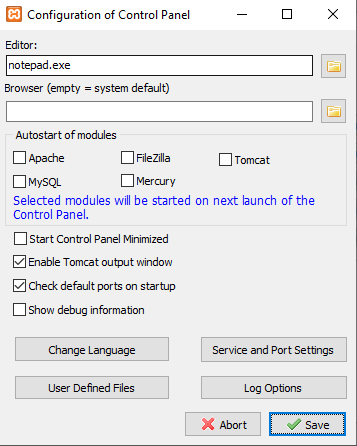 Configuration of Control Panel
Editor:
notepad.exe
Browser (empty = system default)
Autostart of modules
Apache
FileZilla
Tomcat
MySQL
Mercury
Selected modules will be started on next launch of the
Control Panel.
Start Control Panel Minimized
Enable Tomcat output window
Check default ports on startup
Show debug information
Change Language
Service and Port Settings
User Defined Files
Log Options
Abort
Save